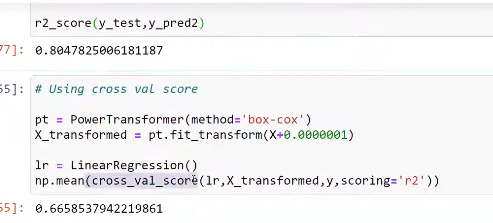 r2_score(y_test,y_pred2)
77]: 0.8047825006181187
55]: # Using cross val score
pt = PowerTransformer(method='box-cox')
X_transformed = pt.fit_transform(X+0.0000001)
lr = LinearRegression()
np.mean(cross_val_score(lr,X_transformed,y,scoring='r2'))
55]: 0.6658537942219861